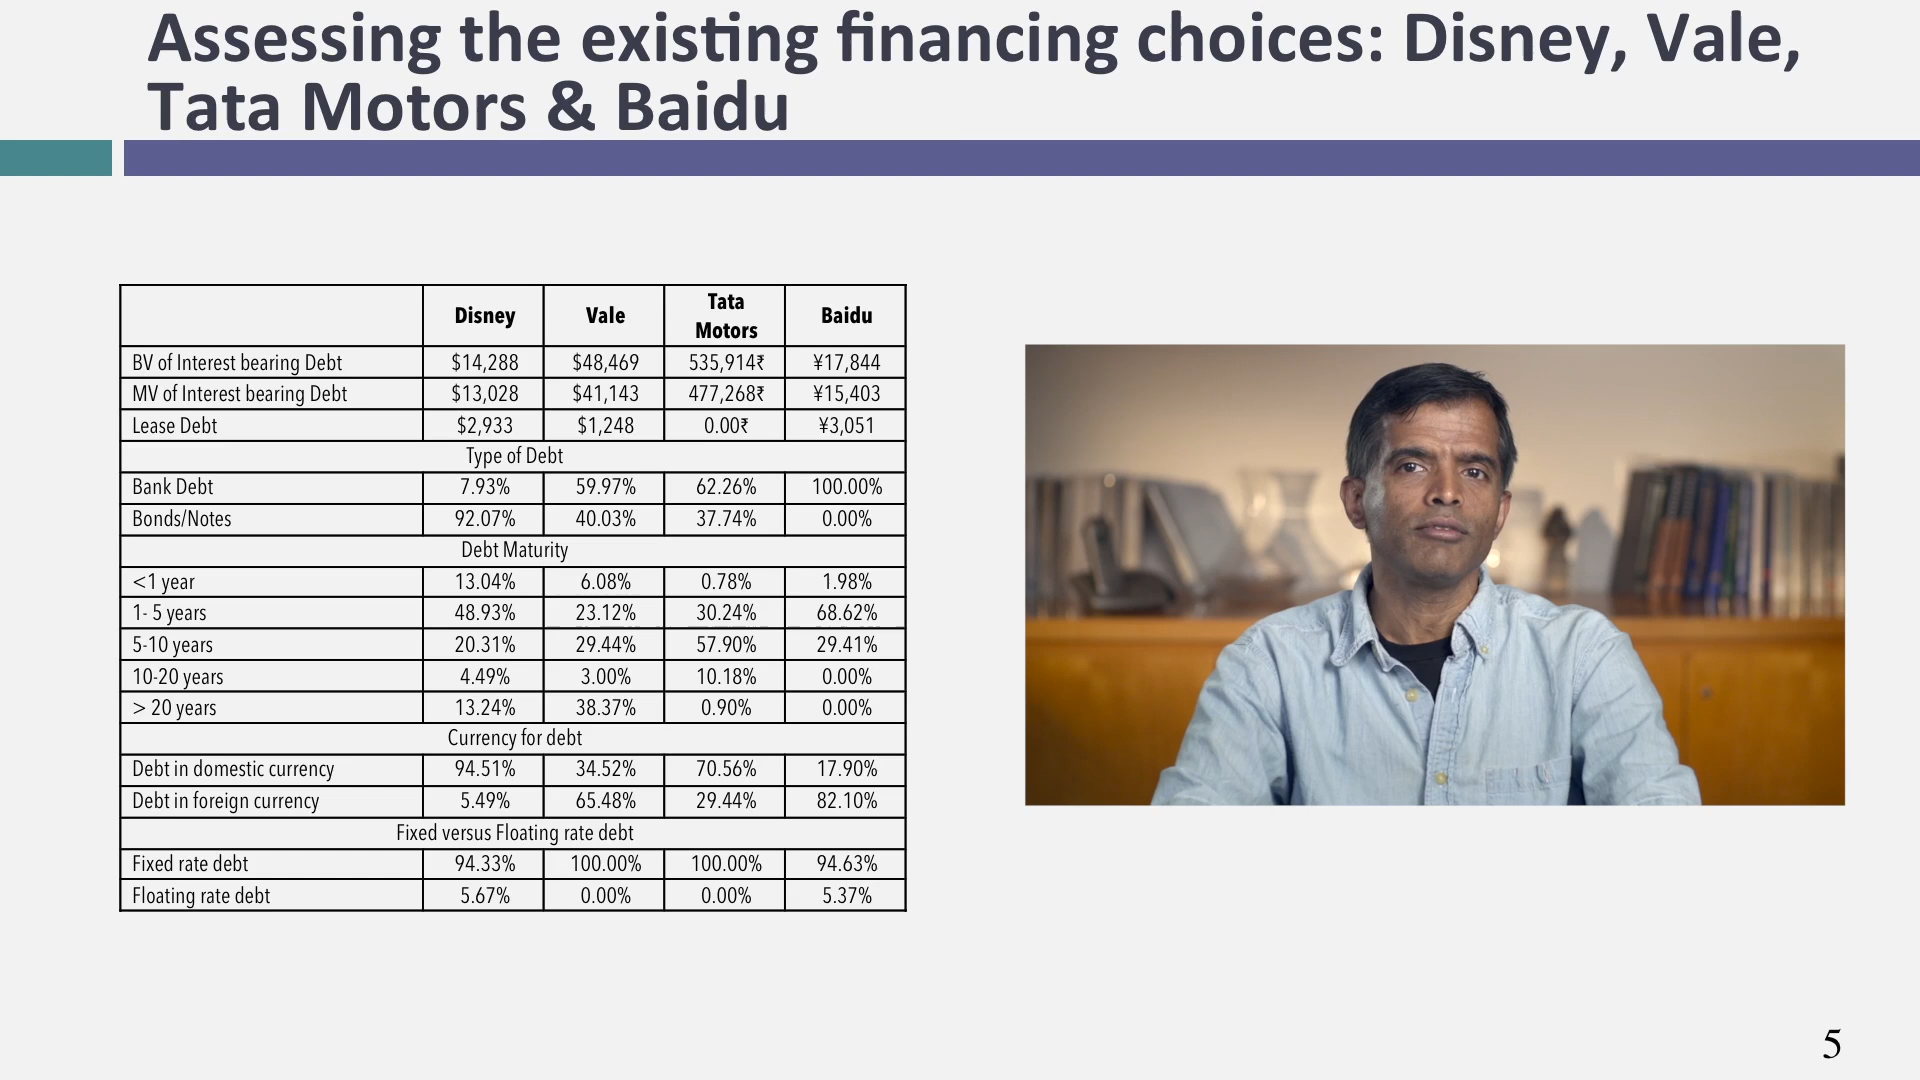 Assessing the existing financing choices: Disney, Vale,
Tata Motors & Baidu
Disney Vale Tata Motors Baidu
BV of Interest bearing Debt $14,288 $48,469 535,914₹ ¥17,844
MV of Interest bearing Debt $13,028 $41,143 477,268₹ ¥15,403
Lease Debt $2,933 $1,248 0.00₹ ¥3,051
Type of Debt
Bank Debt 7.93% 59.97% 62.26% 100.00%
Bonds/Notes 92.07% 40.03% 37.74% 0.00%
Debt Maturity
<1 year 13.04% 6.08% 0.78% 1.98%
1- 5 years 48.93% 23.12% 30.24% 68.62%
5-10 years 20.31% 29.44% 57.90% 29.41%
10-20 years 4.49% 3.00% 10.18% 0.00%
> 20 years 13.24% 38.37% 0.90% 0.00%
Currency for debt
Debt in domestic currency 94.51% 34.52% 70.56% 17.90%
Debt in foreign currency 5.49% 65.48% 29.44% 82.10%
Fixed versus Floating rate debt
Fixed rate debt 94.33% 100.00% 100.00% 94.63%
Floating rate debt 5.67% 0.00% 0.00% 5.37%
5